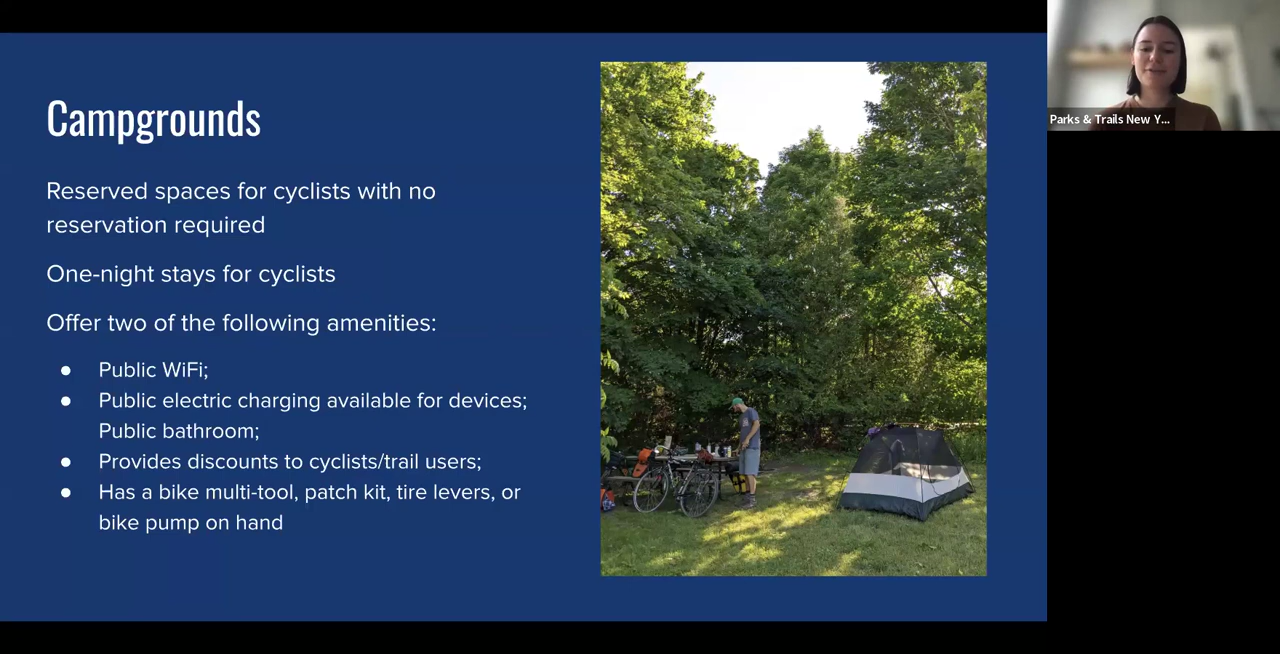 Campgrounds
Reserved spaces for cyclists with no
reservation required
One-night stays for cyclists
Offer two of the following amenities:
● Public WiFi;
● Public electric charging available for devices;
Public bathroom;
● Provides discounts to cyclists/trail users;
● Has a bike multi-tool, patch kit, tire levers, or
bike pump on hand
Parks & Trails New Y...